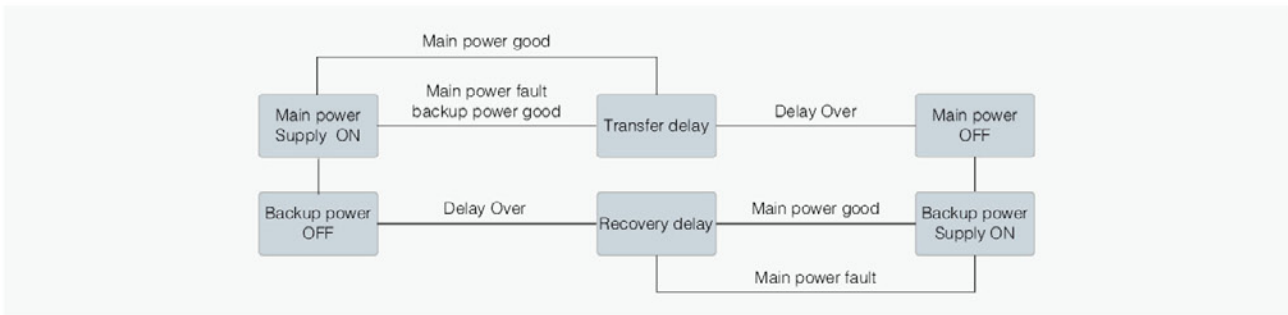 Main power good
Main power fault
backup power good
Main power
Supply ON
Transfer delay
Delay Over
Main power
OFF
Backup power
OFF
Delay Over
Recovery delay
Main power good
Backup power
Supply ON
Main power fault